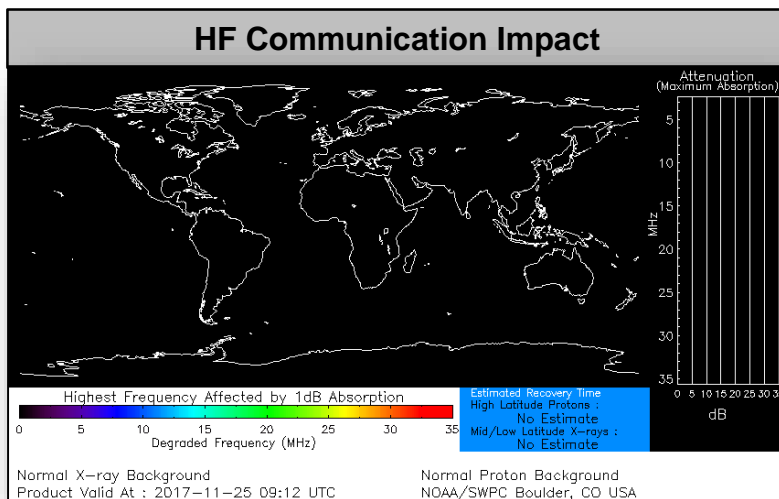 HF Communication Impact
Attenuation
(Maximum Absorption)
5
10
15
20
25
30
35
MHz
0 5 10 15 20 25 30 3
dB
Highest Frequency Affected by 1dB Absorption
0 5 10 15 20 25 30 35
Degraded Frequency (MHz)
Estimated Recovery Time
High Latitude Protons :
No Estimate
Mid/Low Latitude X-rays :
No Estimate
Normal X-ray Background
Product Valid At : 2017-11-25 09:12 UTC
Normal Proton Background
NOAA/SWPC Boulder, CO USA